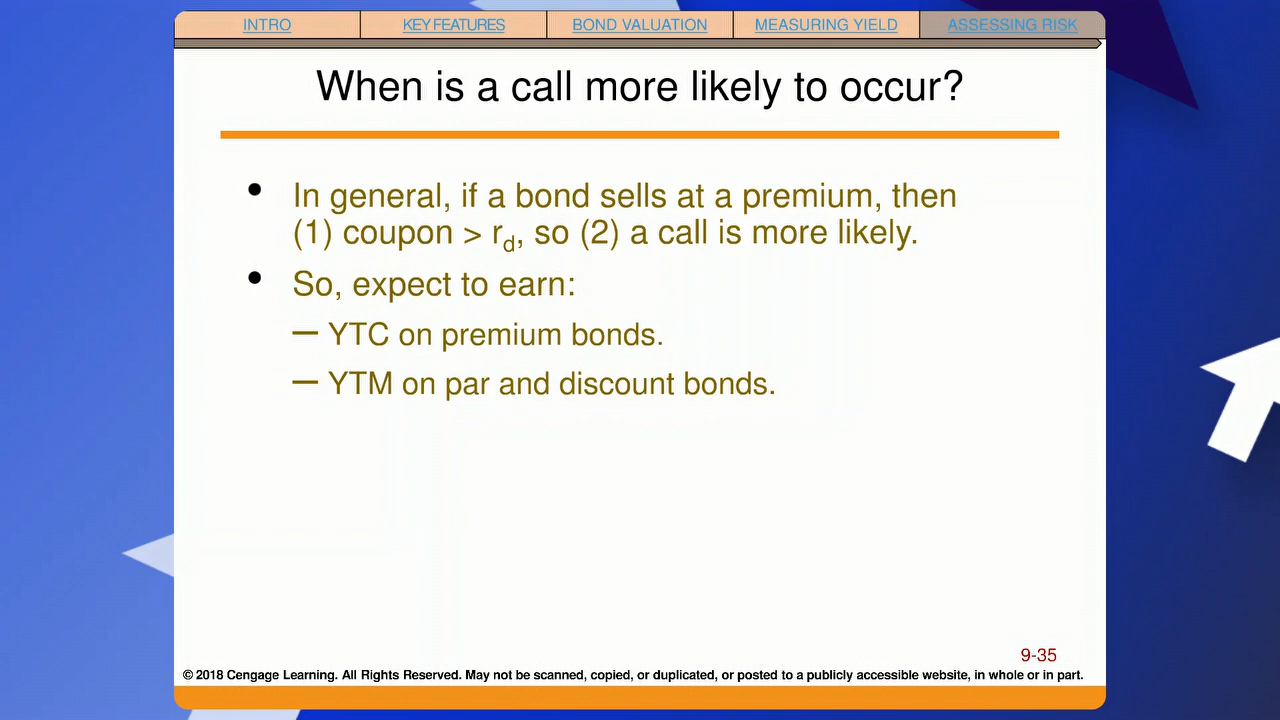 INTRO
KEY FEATURES
BOND VALUATION
MEASURING YIELD
ASSESSING RISK
When is a call more likely to occur?
• In general, if a bond sells at a premium, then
(1) coupon > rd, so (2) a call is more likely.
• So, expect to earn:
– YTC on premium bonds.
– YTM on par and discount bonds.
9-35
© 2018 Cengage Learning. All Rights Reserved. May not be scanned, copied, or duplicated, or posted to a publicly accessible website, in whole or in part.